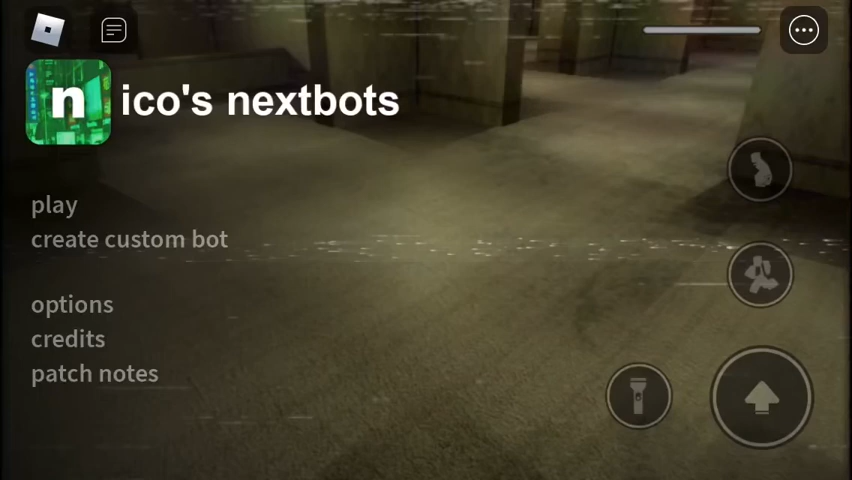 n ico's nextbots
play
create custom bot
options
credits
patch notes